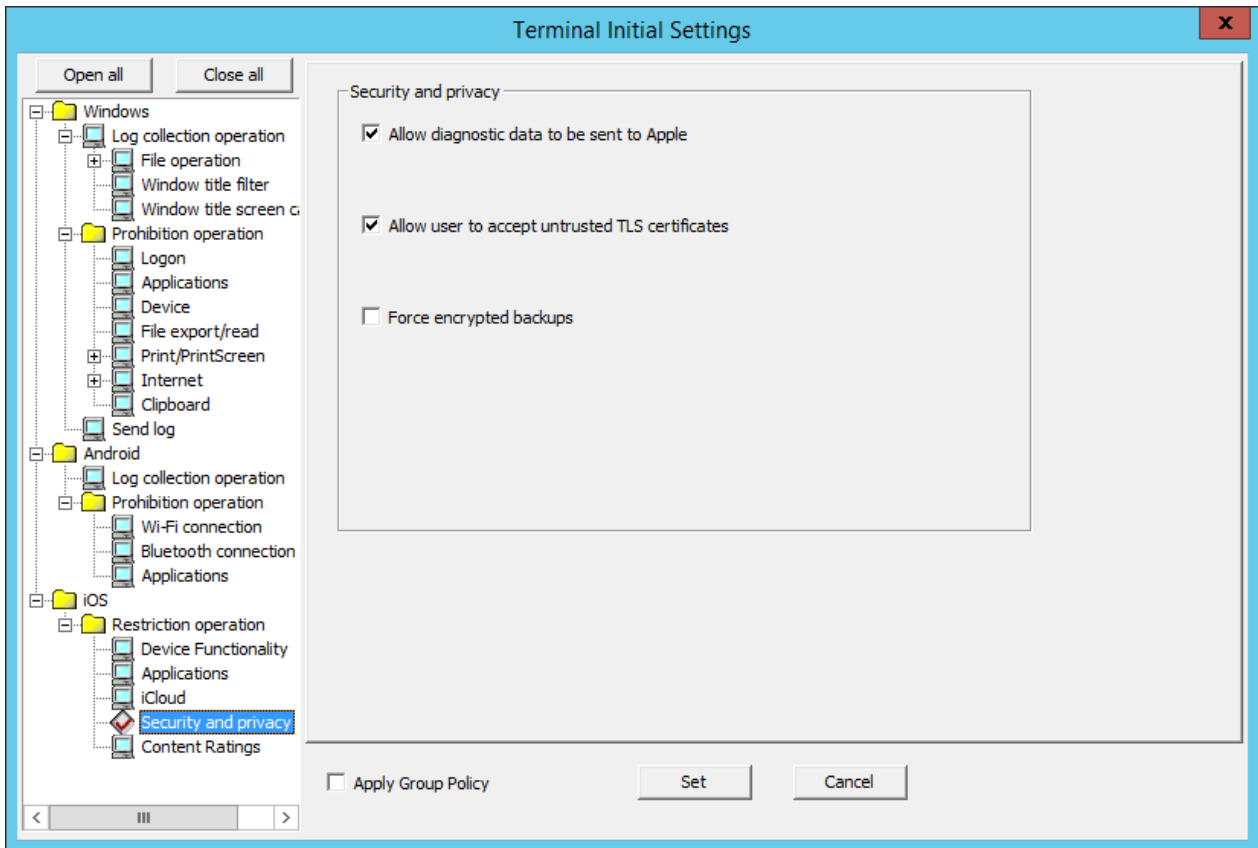 Terminal Initial Settings
x
Open all
Close all
Windows
Log collection operation
File operation
Window title filter
Window title screen ca
Prohibition operation
Logon
Applications
Device
File export/read
Print/PrintScreen
Internet
Clipboard
Send log
Android
Log collection operation
Prohibition operation
Wi-Fi connection
Bluetooth connection
Applications
iOS
Restriction operation
Device Functionality
Applications
iCloud
Security and privacy
Content Ratings
Security and privacy
Allow diagnostic data to be sent to Apple
Allow user to accept untrusted TLS certificates
Force encrypted backups
Apply Group Policy
Set
Cancel